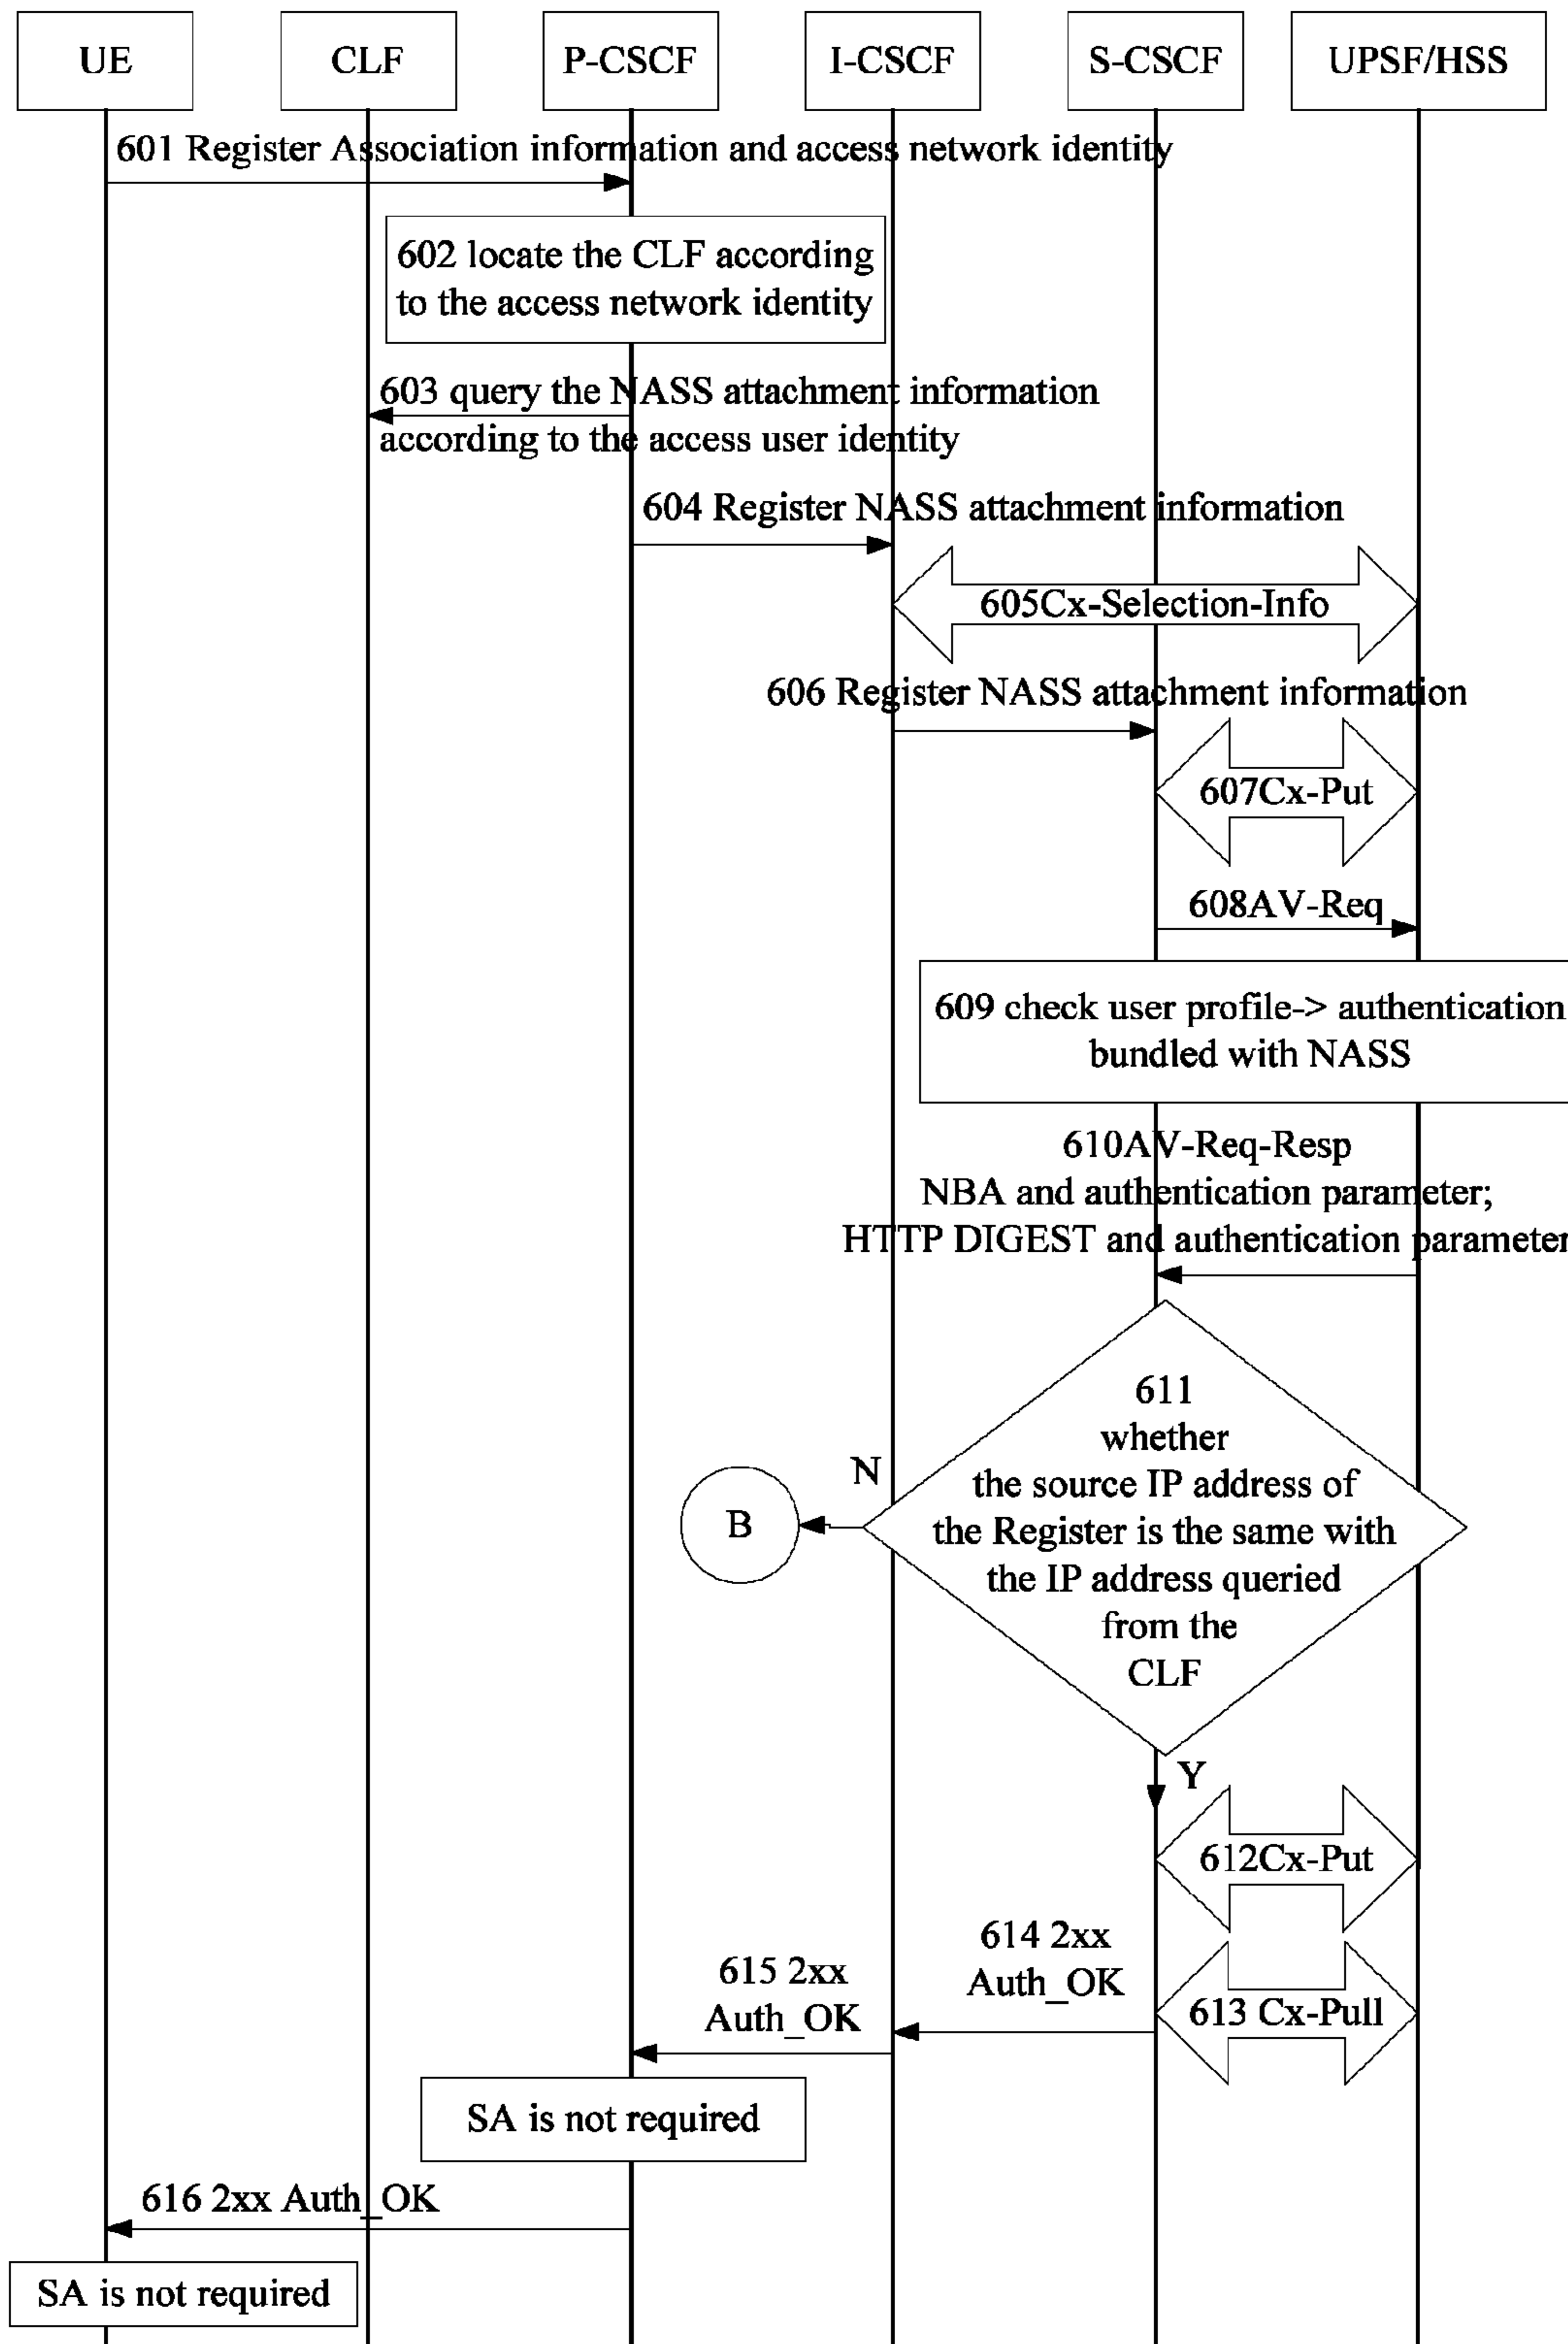 UE
CLF
P-CSCF
I-CSCF
S-CSCF
UPSF/HSS
601 Register Association information and access network identity
602 locate the CLF according
to the access network identity
603 query the NASS attachment information
according to the access user identity
604 Register NASS attachment information
605Cx-Selection-Info
606 Register NASS attachment information
607Cx-Put
608AV-Req
609 check user profile-> authentication
bundled with NASS
610AV-Req-Resp
NBA and authentication parameter;
HTTP DIGEST and authentication parameter
611
whether
the source IP address of
the Register is the same with
the IP address queried
from the
CLF
N
B
Y
612Cx-Put
613 Cx-Pull
614 2xx
Auth_OK
615 2xx
Auth_OK
SA is not required
616 2xx Auth_OK
SA is not required